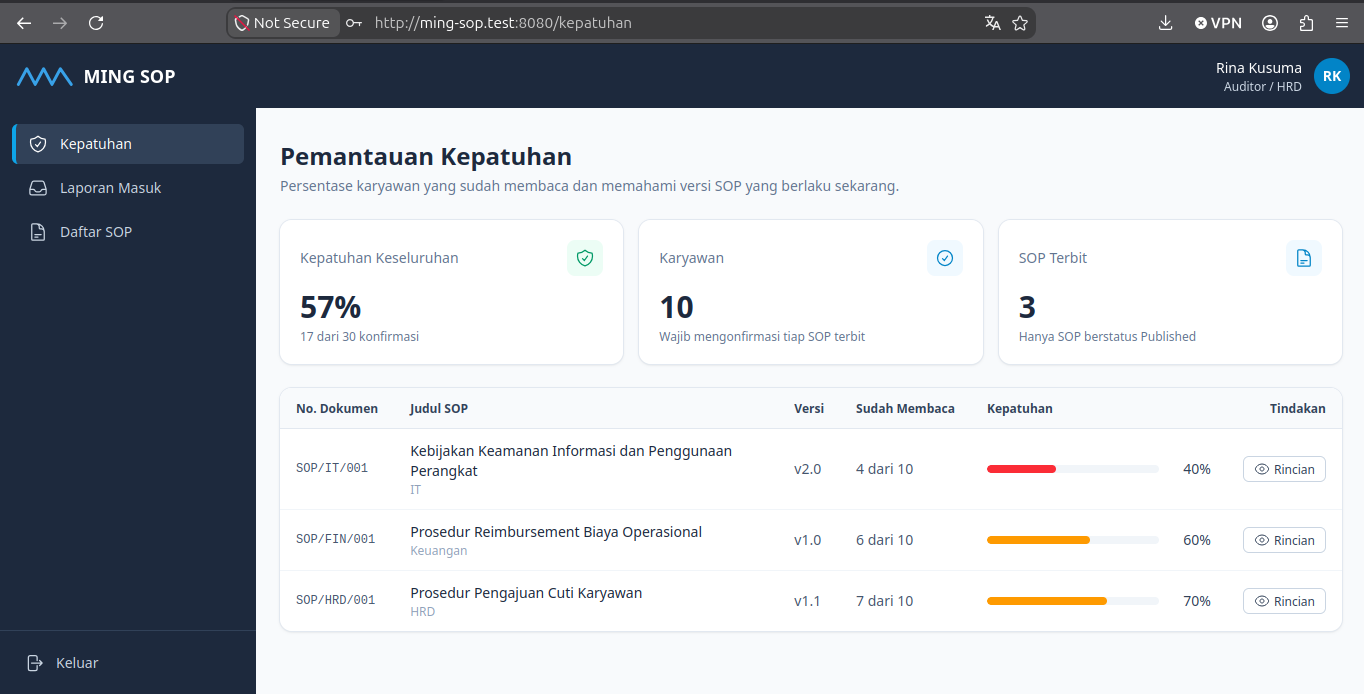 Not Secure
http://ming-sop.test:8080/kepatuhan
VPN
MING SOP
Rina Kusuma
Auditor / HRD
RK
Kepatuhan
Laporan Masuk
Daftar SOP
Keluar
Pemantauan Kepatuhan
Persentase karyawan yang sudah membaca dan memahami versi SOP yang berlaku sekarang.
Kepatuhan Keseluruhan
57%
17 dari 30 konfirmasi
Karyawan
10
Wajib mengonfirmasi tiap SOP terbit
SOP Terbit
3
Hanya SOP berstatus Published
No. Dokumen Judul SOP Versi Sudah Membaca Kepatuhan Tindakan
SOP/IT/001 Kebijakan Keamanan Informasi dan Penggunaan
Perangkat
IT
v2.0 4 dari 10 40% Rincian
SOP/FIN/001 Prosedur Reimbursement Biaya Operasional
Keuangan
v1.0 6 dari 10 60% Rincian
SOP/HRD/001 Prosedur Pengajuan Cuti Karyawan
HRD
v1.1 7 dari 10 70% Rincian